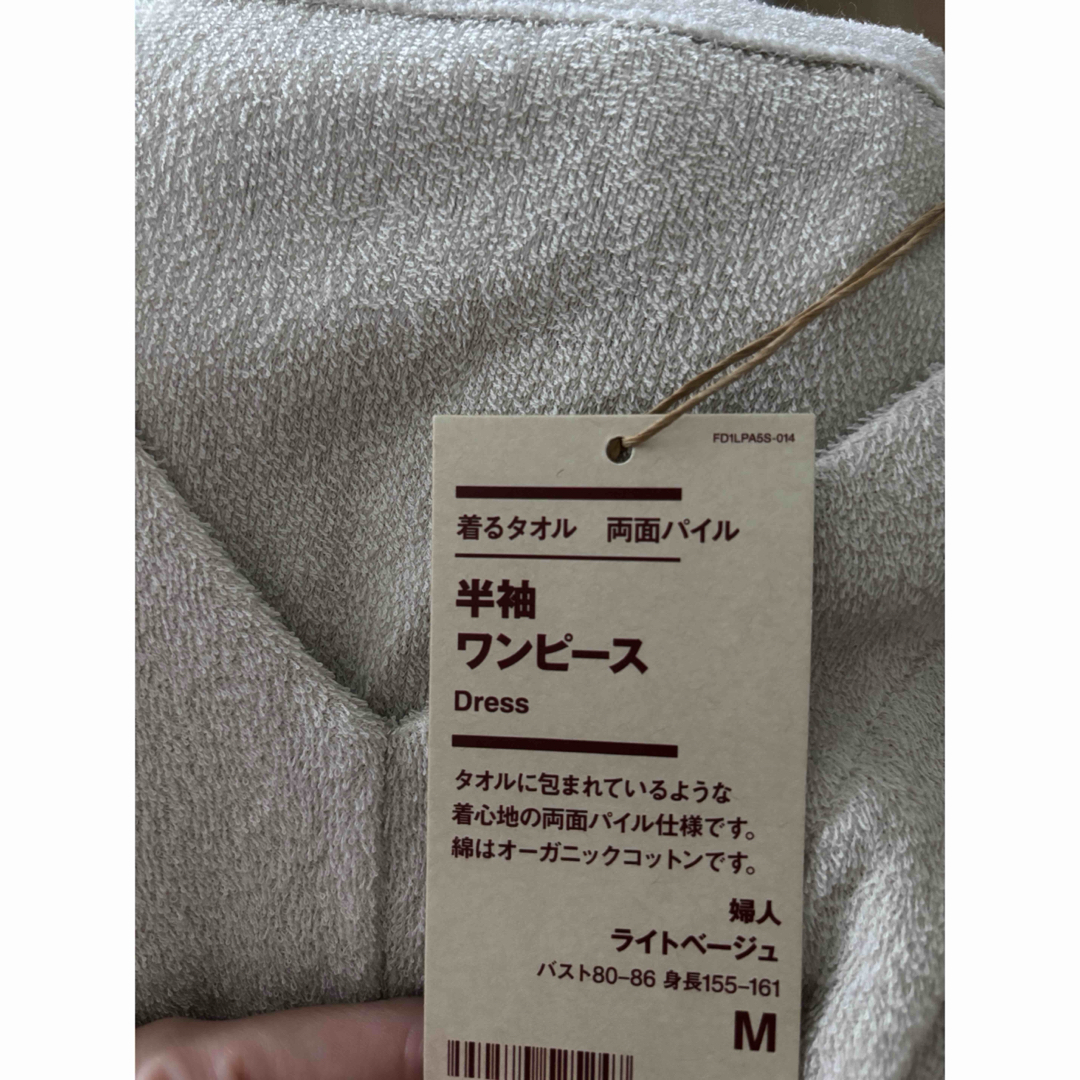 FD1LPA5S-014
着るタオル　両面パイル
半袖
ワンピース
Dress
タオルに包まれているような
着心地の両面パイル仕様です。
綿はオーガニックコットンです。
婦人
ライトベージュ
バスト80–86 身長155–161
M